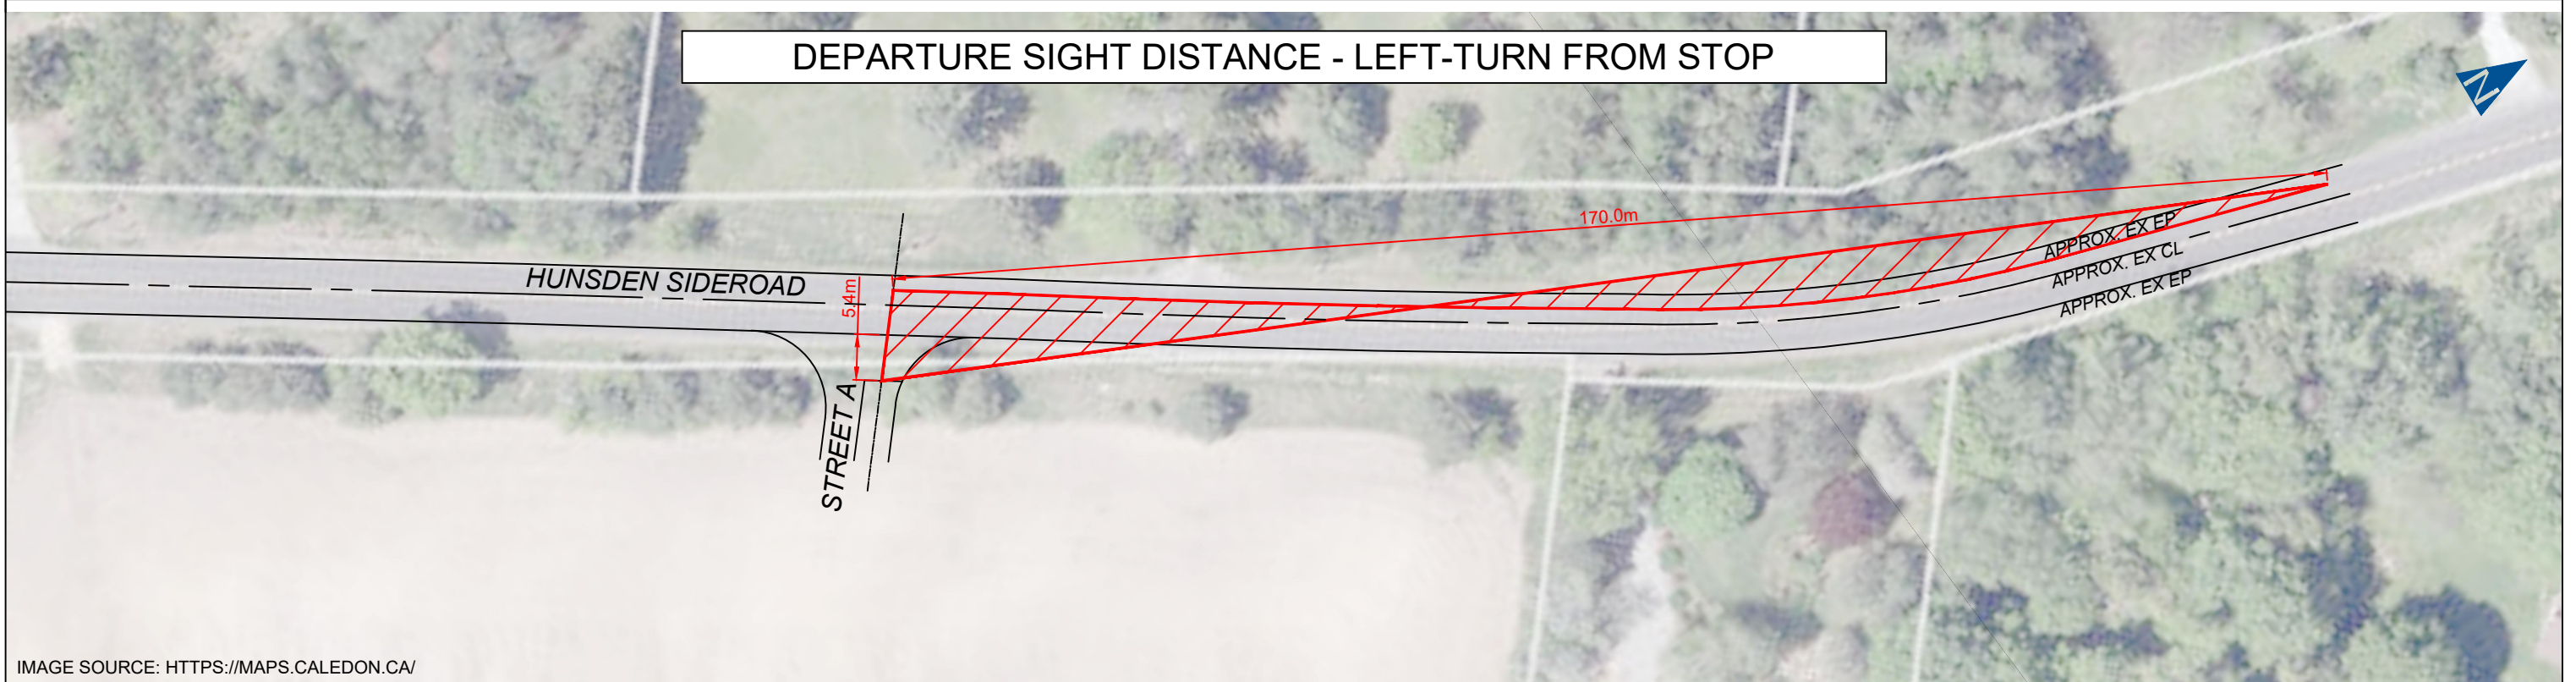 DEPARTURE SIGHT DISTANCE - LEFT-TURN FROM STOP
N
170.0m
APPROX. EX EP
APPROX. EX CL
APPROX. EX EP
HUNSDEN SIDEROAD
5.4m
STREET A
IMAGE SOURCE: HTTPS://MAPS.CALEDON.CA/